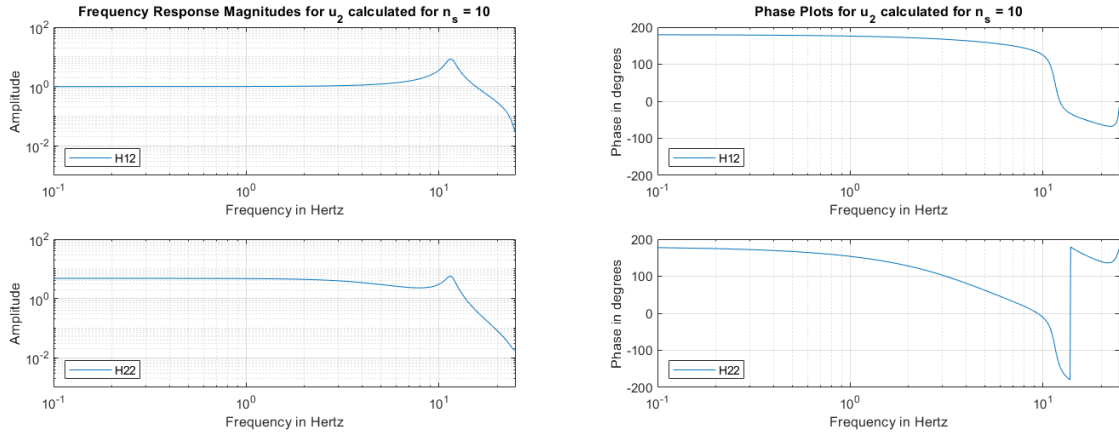 Frequency Response Magnitudes for u2 calculated for ns = 10
10^2
10^0
10^-2
Amplitude
H12
10^-1
10^0
10^1
Frequency in Hertz
Phase Plots for u2 calculated for ns = 10
200
100
0
-100
-200
Phase in degrees
H12
10^-1
10^0
10^1
Frequency in Hertz
10^2
10^0
10^-2
Amplitude
H22
10^-1
10^0
10^1
Frequency in Hertz
200
100
0
-100
-200
Phase in degrees
H22
10^-1
10^0
10^1
Frequency in Hertz